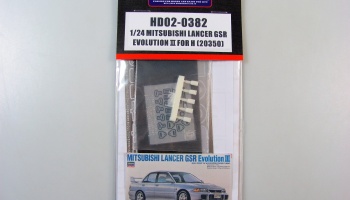 HD02-0382
1/24 MITSUBISHI LANCER GSR
EVOLUTION III FOR H (20350)
MITSUBISHI LANCER GSR Evolution III